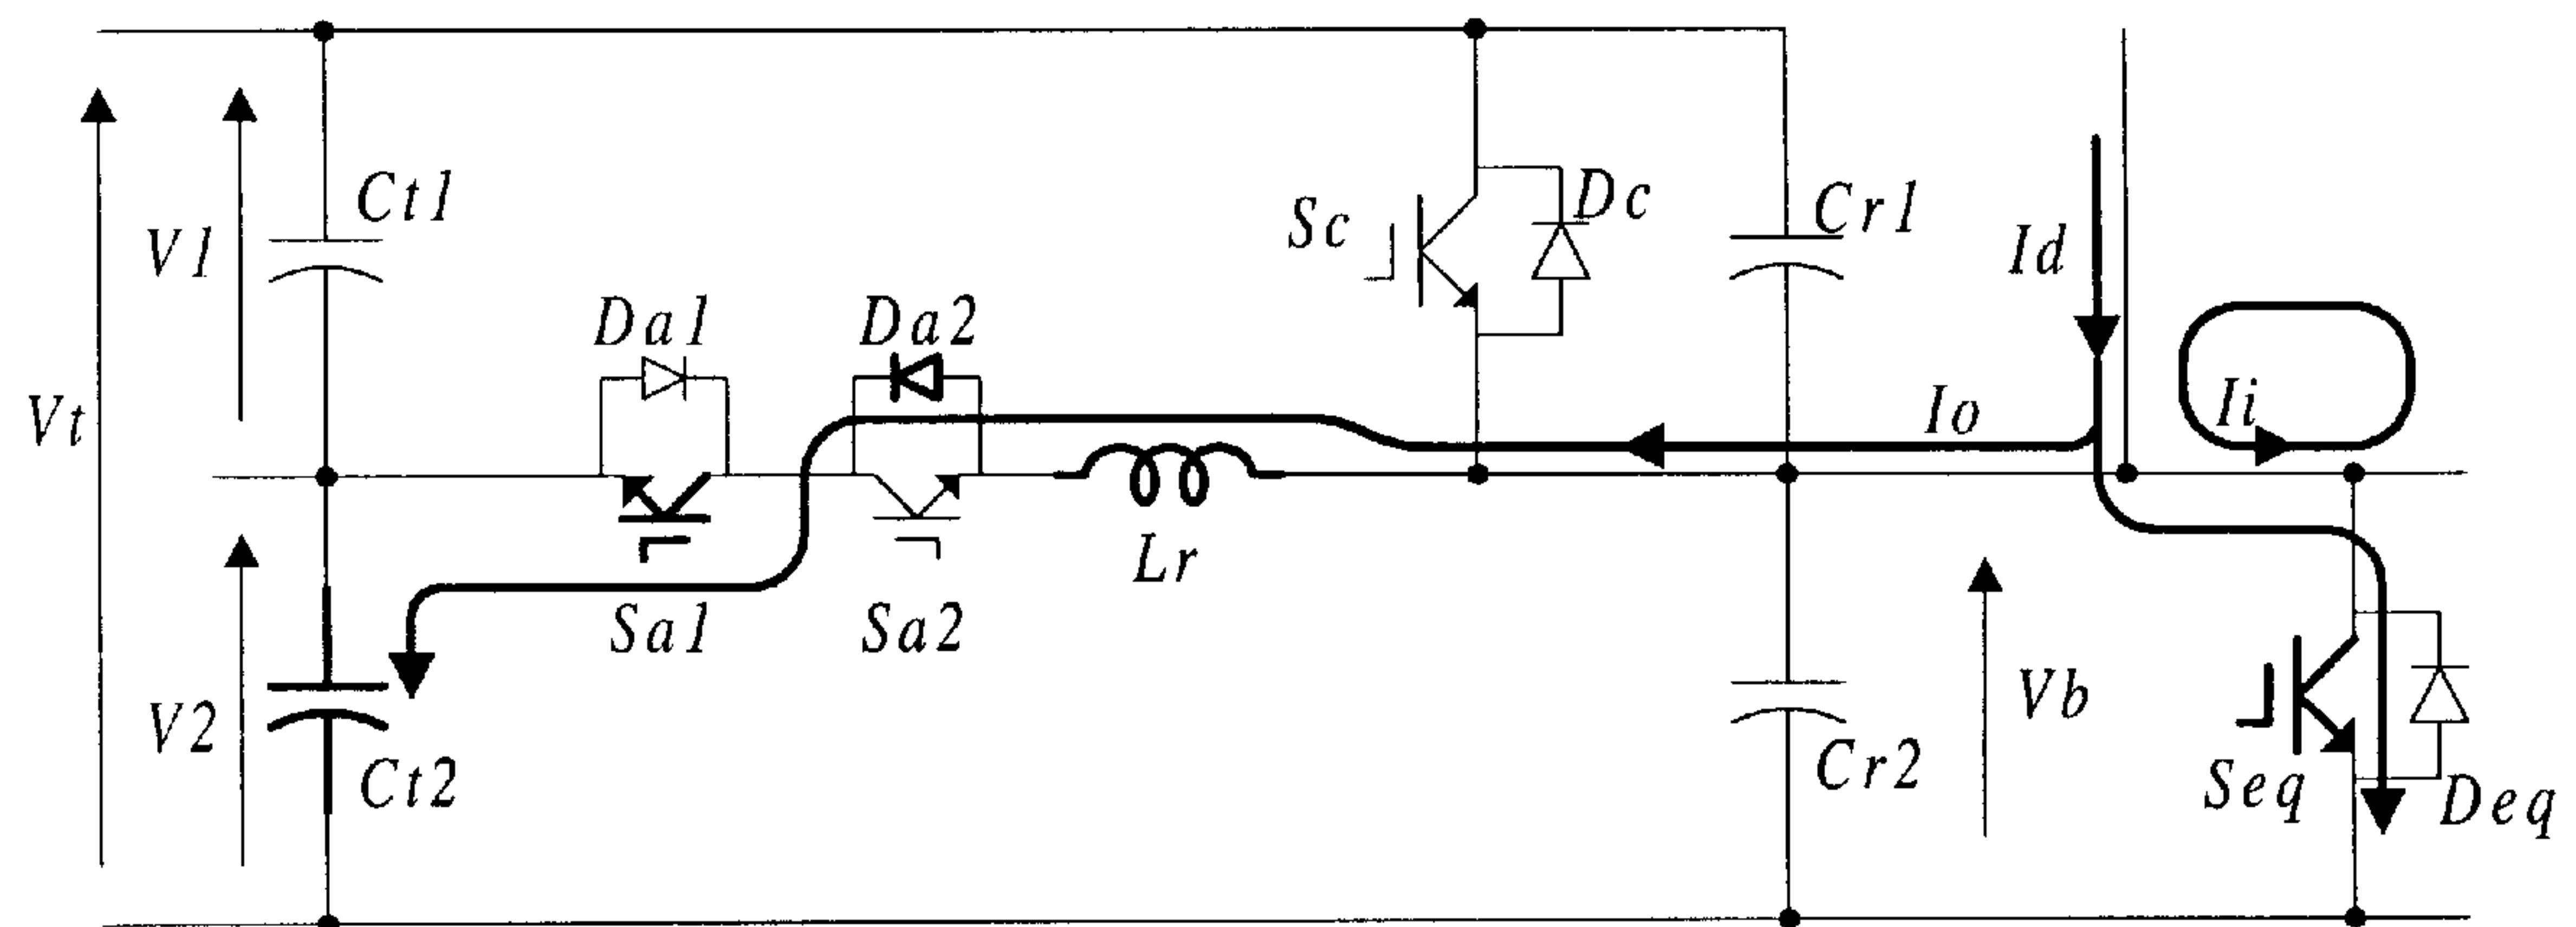 Vt
V1
Ct1
Da1
Da2
Sc
Dc
Cr1
Id
Io
Ii
Sa1
Sa2
Lr
V2
Ct2
Cr2
Vb
Seq
Deq